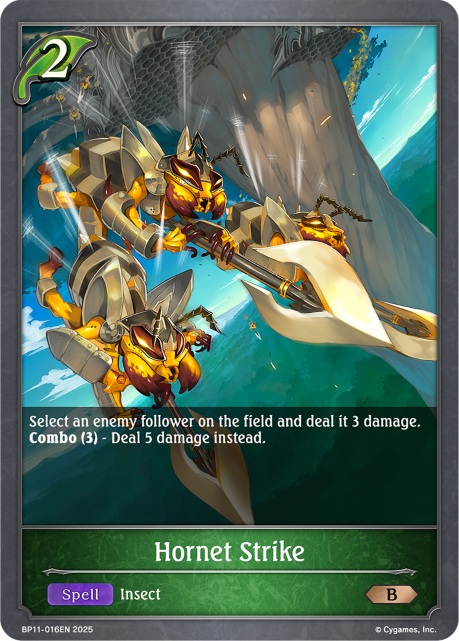 2
Select an enemy follower on the field and deal it 3 damage.
Combo (3) - Deal 5 damage instead.
Hornet Strike
Spell Insect B
BP11-016EN 2025 © Cygames, Inc.